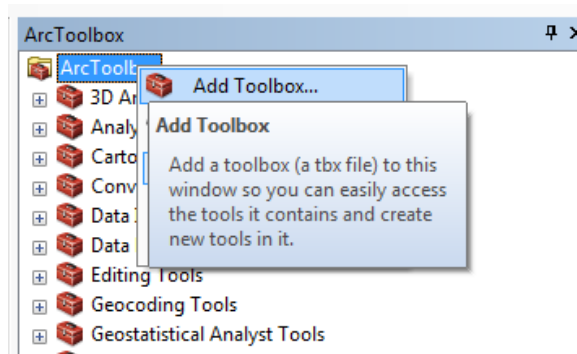 ArcToolbox
ArcToolb
Add Toolbox...
3D Ar
Analy
Add Toolbox
Carto
Add a toolbox (a tbx file) to this
Conv
window so you can easily access
Data
the tools it contains and create
Data
new tools in it.
Editing Tools
Geocoding Tools
Geostatistical Analyst Tools